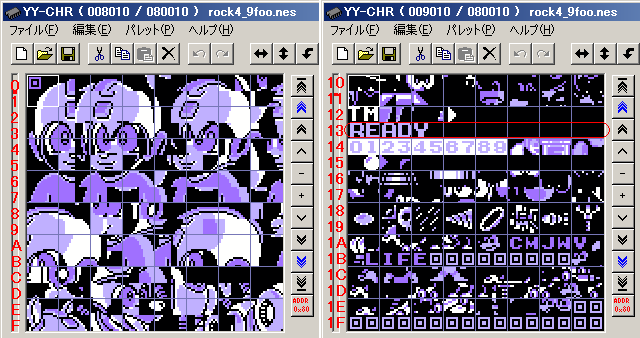 YY-CHR ( 008010 / 080010 ) rock4_9foo.nes
ファイル(F) 編集(E) パレット(P) ヘルプ(H)
0
1
2
3
4
5
6
7
8
9
A
B
C
D
E
F
ADDR
0x80
YY-CHR ( 009010 / 080010 ) rock4_9foo.nes
ファイル(F) 編集(E) パレット(P) ヘルプ(H)
10
11
12 TM
13 READY
14 0123456789
15
16
17
18
19
1A CMJWV
1B LIFE
1C
1D
1E
1F
ADDR
0x80